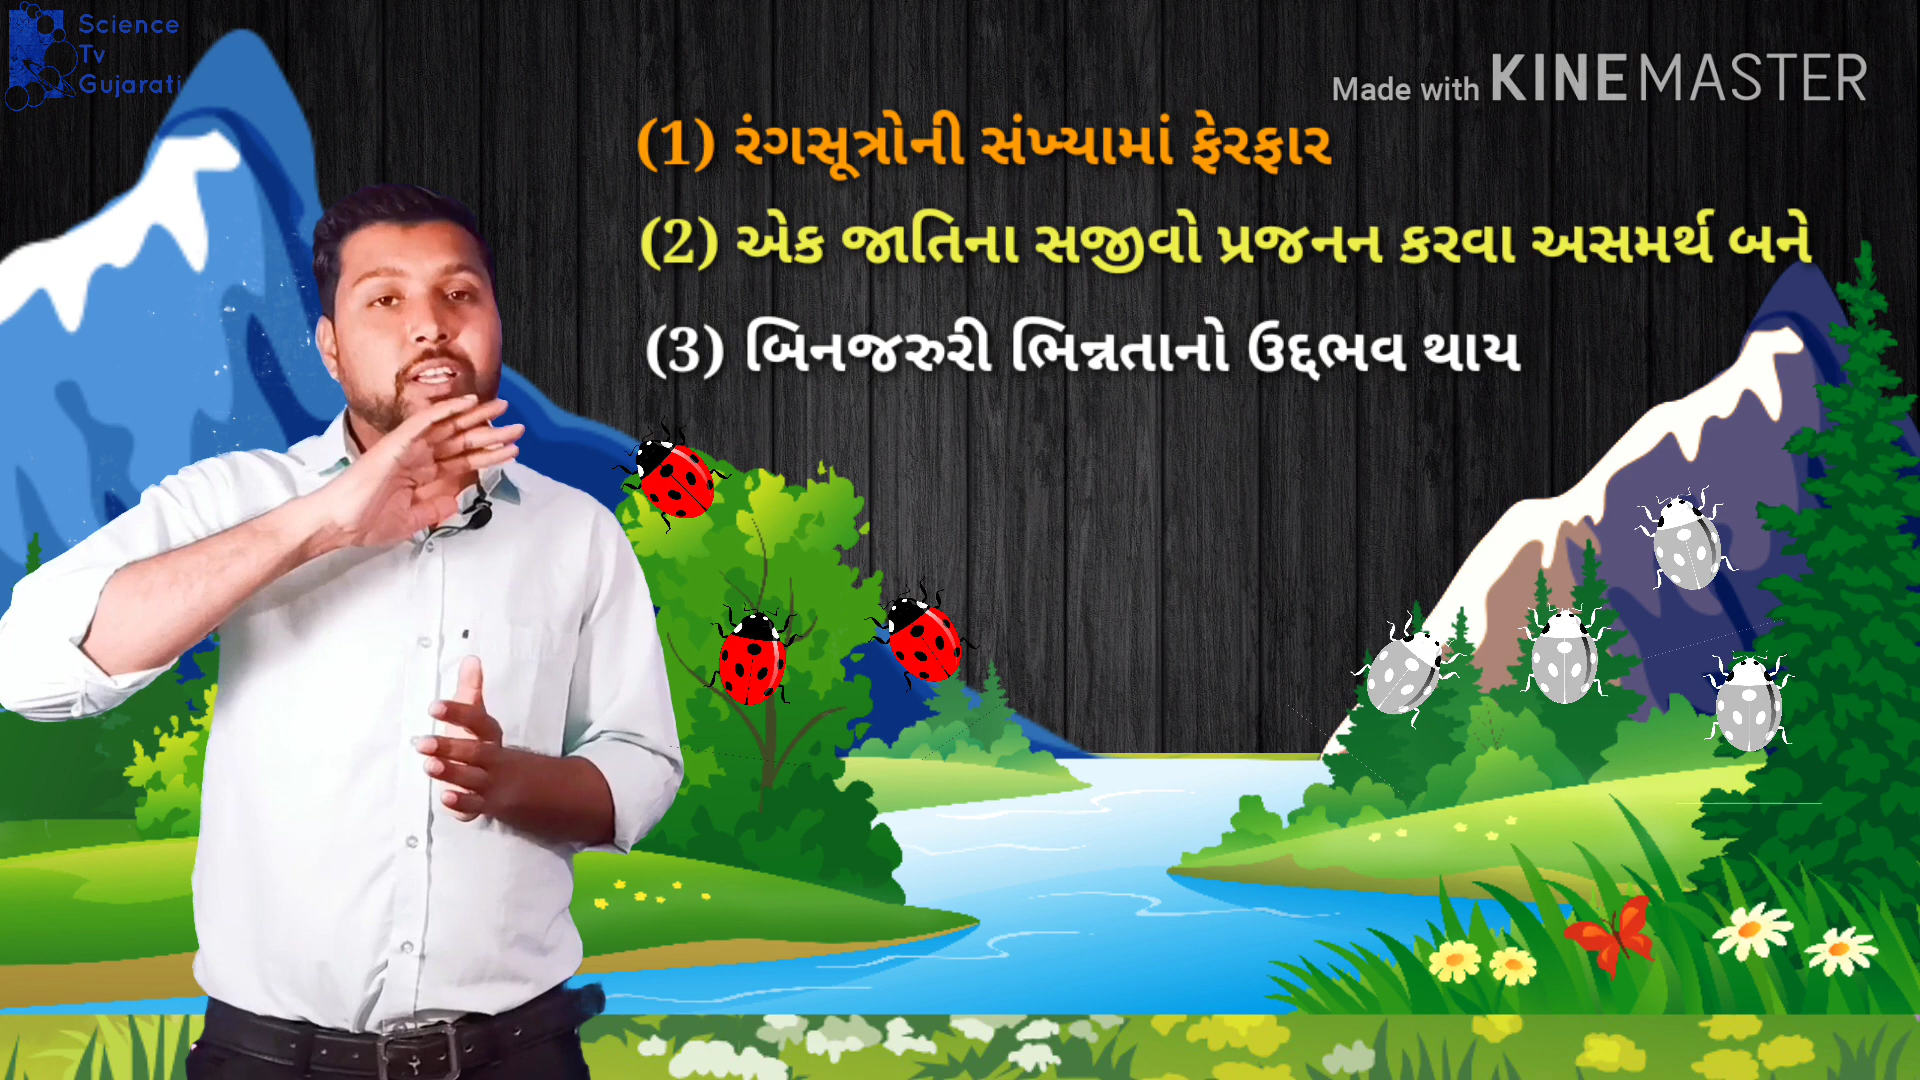 Science
Tv
Gujarati
Made with KINEMASTER
(1) રંગસૂત્રોની સંખ્યામાં ફેરફાર
(2) એક જાતિના સજીવો પ્રજનન કરવા અસમર્થ બને
(3) બિનજરુરી ભિન્નતાનો ઉદ્દભવ થાય